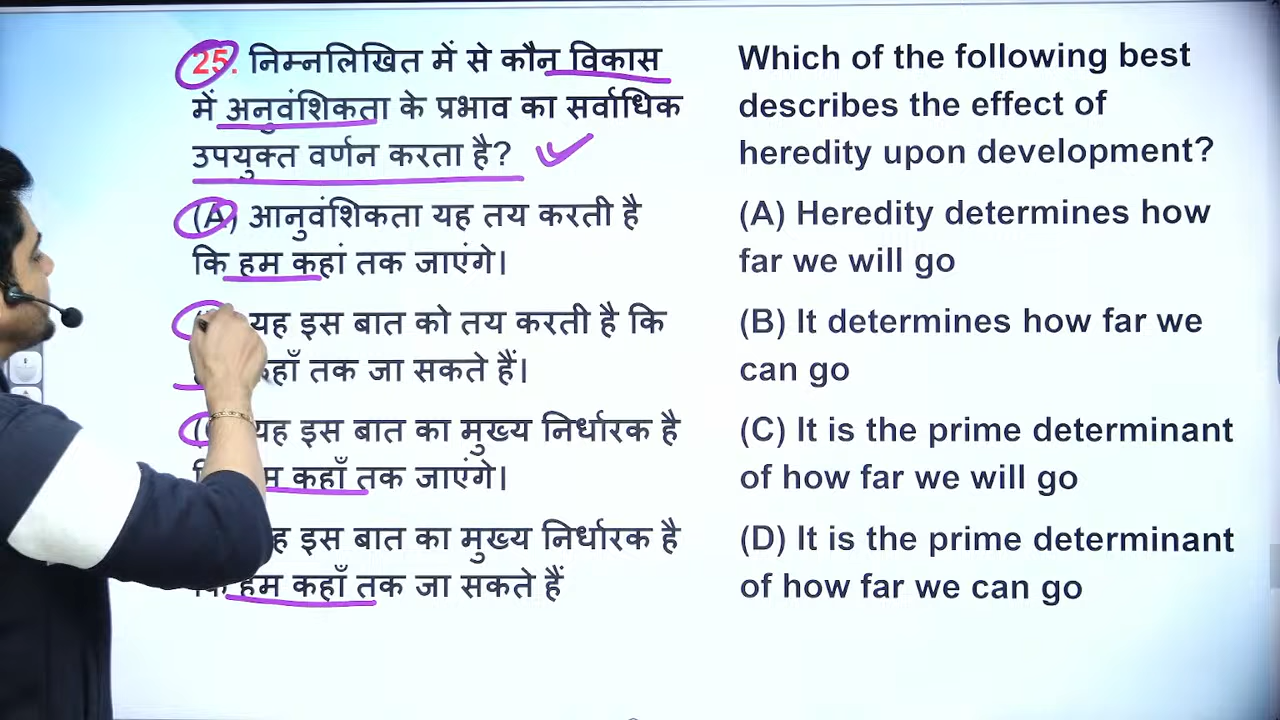 25. निम्नलिखित में से कौन विकास
में अनुवंशिकता के प्रभाव का सर्वाधिक
उपयुक्त वर्णन करता है?
(A) आनुवंशिकता यह तय करती है
कि हम कहां तक जाएंगे।
यह इस बात को तय करती है कि
कहाँ तक जा सकते हैं।
यह इस बात का मुख्य निर्धारक है
हम कहाँ तक जाएंगे।
यह इस बात का मुख्य निर्धारक है
कि हम कहाँ तक जा सकते हैं
Which of the following best
describes the effect of
heredity upon development?
(A) Heredity determines how
far we will go
(B) It determines how far we
can go
(C) It is the prime determinant
of how far we will go
(D) It is the prime determinant
of how far we can go